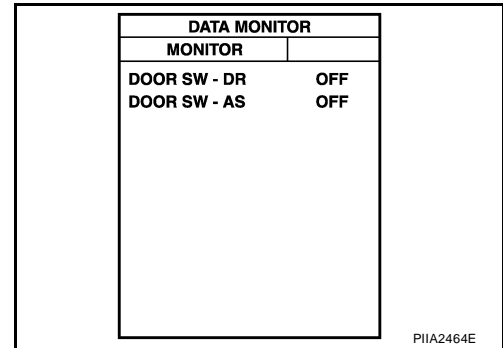 DATA MONITOR
MONITOR
DOOR SW - DR OFF
DOOR SW - AS OFF
PIIA2464E